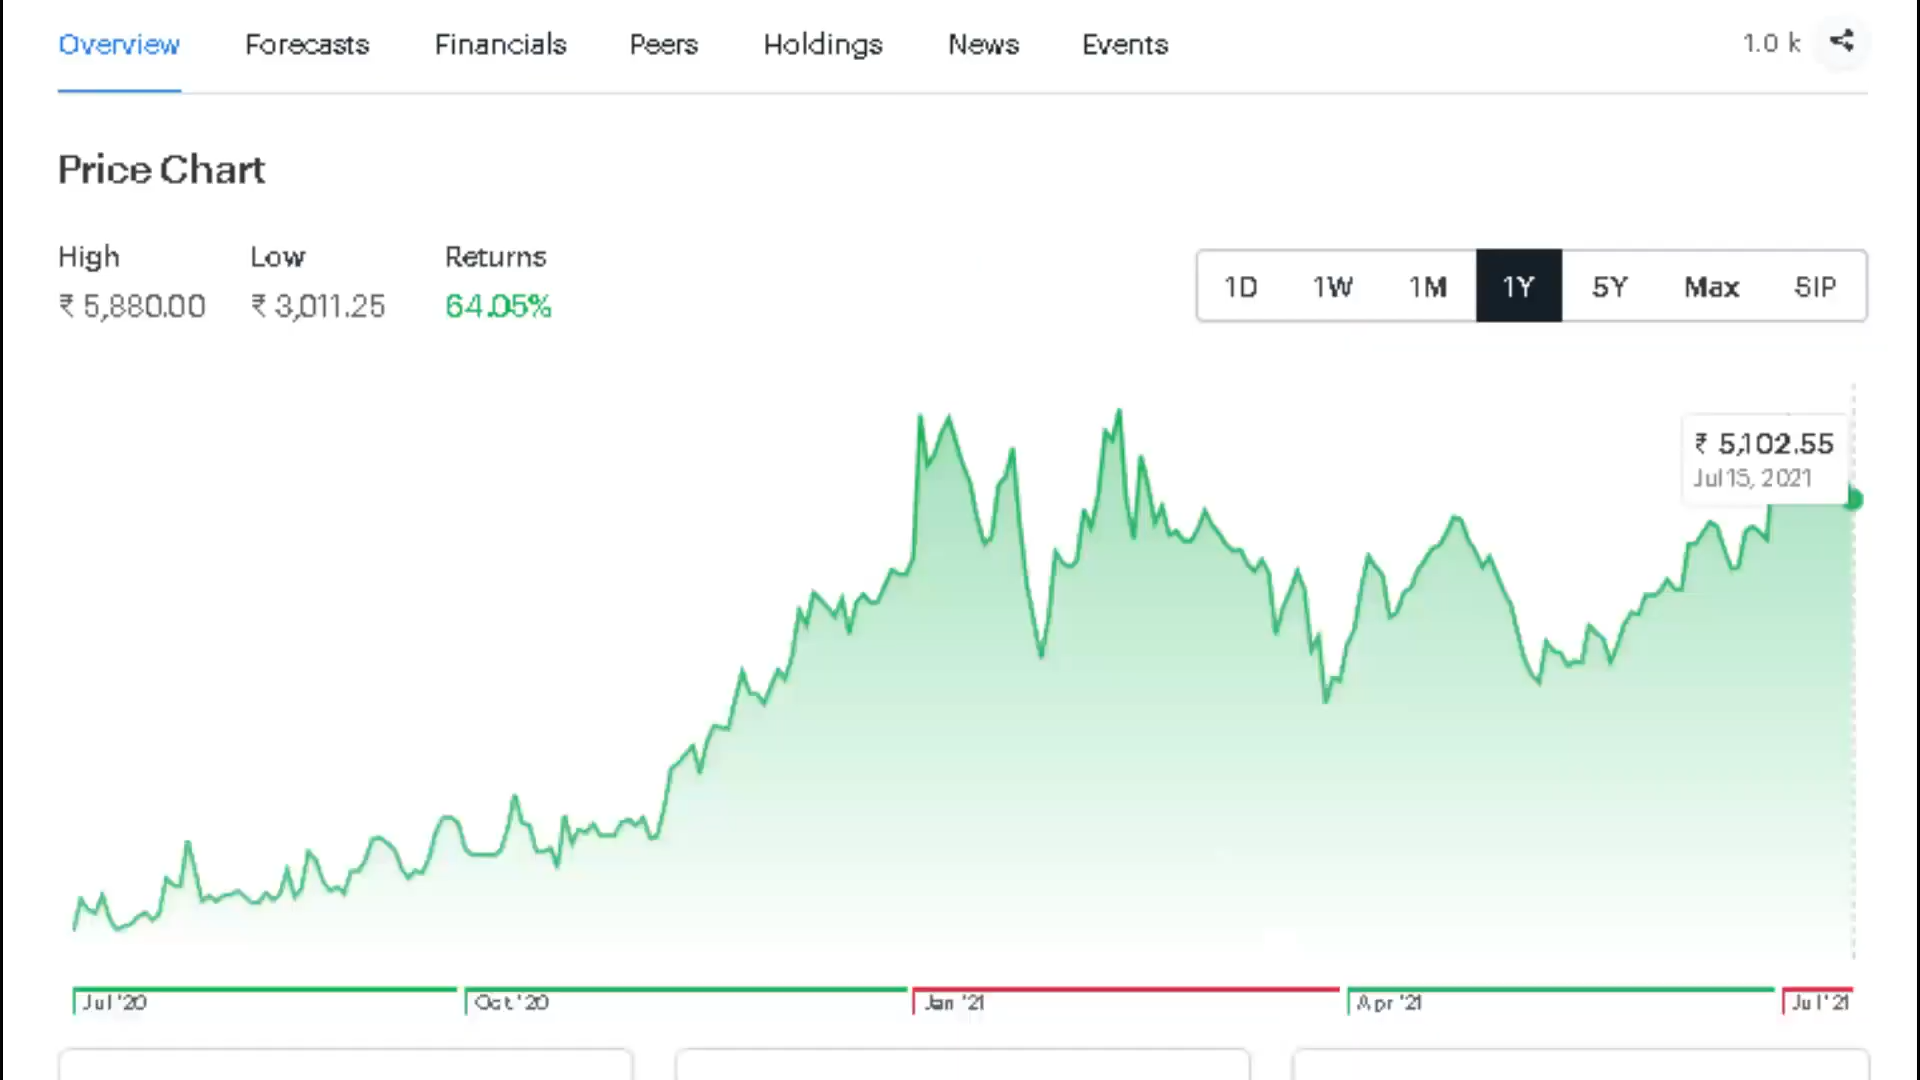 Overview Forecasts Financials Peers Holdings News Events 1.0 k
Price Chart
High Low Returns
₹ 5,880.00 ₹ 3,011.25 64.05%
1D 1W 1M 1Y 5Y Max SIP
₹ 5,102.55
Jul 15, 2021
Jul '20 Oct '20 Jan '21 Apr '21 Jul '21